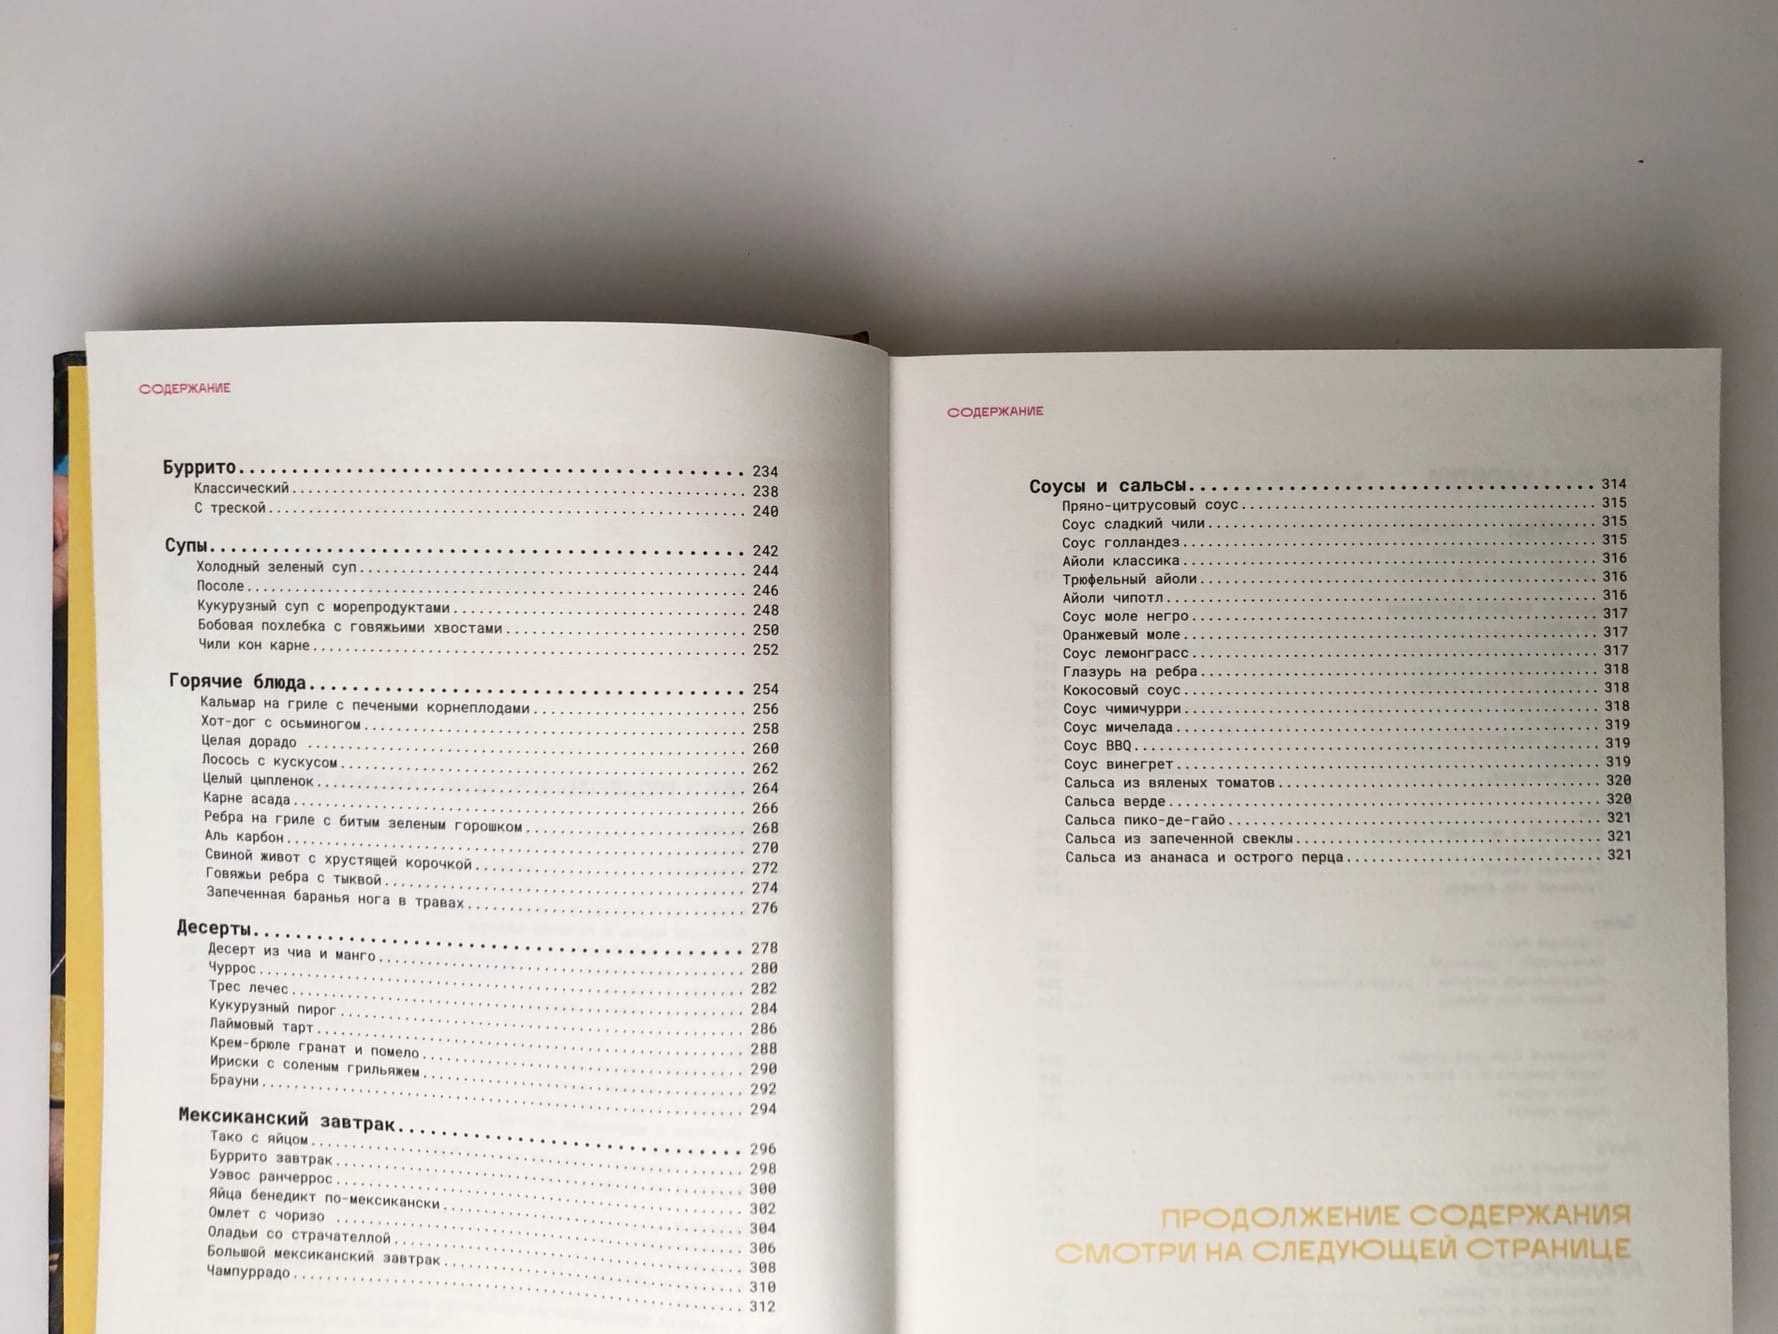 СОДЕРЖАНИЕ
Буррито 234
Классический 238
С треской 240
Супы 242
Холодный зеленый суп 244
Посоле 246
Кукурузный суп с морепродуктами 248
Бобовая похлебка с говяжьими хвостами 250
Чили кон карне 252
Горячие блюда 254
Кальмар на гриле с печеными корнеплодами 256
Хот-дог с осьминогом 258
Целая дорадо 260
Лосось с кускусом 262
Целый цыпленок 264
Карне асада 266
Ребра на гриле с битым зеленым горошком 268
Аль карбон 270
Свиной живот с хрустящей корочкой 272
Говяжьи ребра с тыквой 274
Запеченная баранья нога в травах 276
Десерты 278
Десерт из чиа и манго 280
Чуррос 282
Трес лечес 284
Кукурузный пирог 286
Лаймовый тарт 288
Крем-брюле гранат и помело 290
Ириски с соленым грильяжем 292
Брауни 294
Мексиканский завтрак 296
Тако с яйцом 298
Буррито завтрак 300
Уэвос ранчеррос 302
Яйца бенедикт по-мексикански 304
Омлет с чоризо 306
Оладьи со страчателлой 308
Большой мексиканский завтрак 310
Чампуррадо 312
СОДЕРЖАНИЕ
Соусы и сальсы 314
Пряно-цитрусовый соус 315
Соус сладкий чили 315
Соус голландез 315
Айоли классика 316
Трюфельный айоли 316
Айоли чипотл 316
Соус моле негро 317
Оранжевый моле 317
Соус лемонграсс 317
Глазурь на ребра 318
Кокосовый соус 318
Соус чимичурри 318
Соус мичелада 319
Соус BBQ 319
Соус винегрет 319
Сальса из вяленых томатов 320
Сальса верде 320
Сальса пико-де-гайо 321
Сальса из запеченной свеклы 321
Сальса из ананаса и острого перца 321
ПРОДОЛЖЕНИЕ СОДЕРЖАНИЯ
СМОТРИ НА СЛЕДУЮЩЕЙ СТРАНИЦЕ